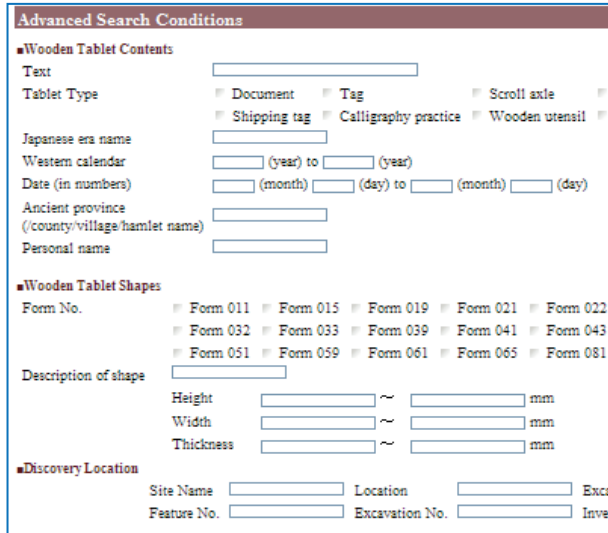 Advanced Search Conditions
■Wooden Tablet Contents
Text
Tablet Type Document Tag Scroll axle
Shipping tag Calligraphy practice Wooden utensil
Japanese era name
Western calendar (year) to (year)
Date (in numbers) (month) (day) to (month) (day)
Ancient province
(/county/village/hamlet name)
Personal name
■Wooden Tablet Shapes
Form No. Form 011 Form 015 Form 019 Form 021 Form 022
Form 032 Form 033 Form 039 Form 041 Form 043
Form 051 Form 059 Form 061 Form 065 Form 081
Description of shape
Height ~ mm
Width ~ mm
Thickness ~ mm
■Discovery Location
Site Name Location Exca
Feature No. Excavation No. Inve